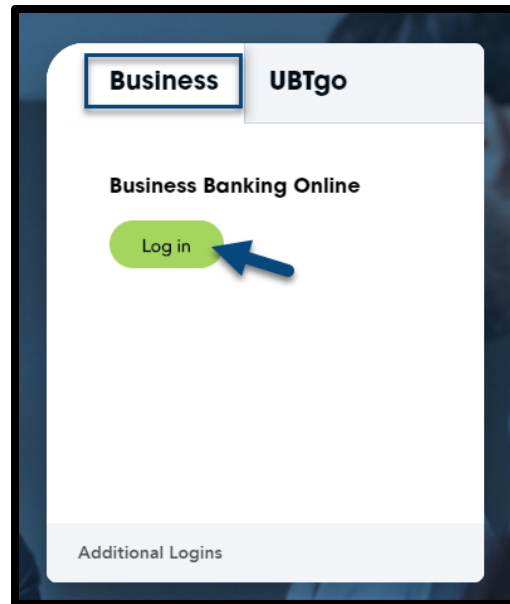 Business UBTgo
Business Banking Online
Log in
Additional Logins